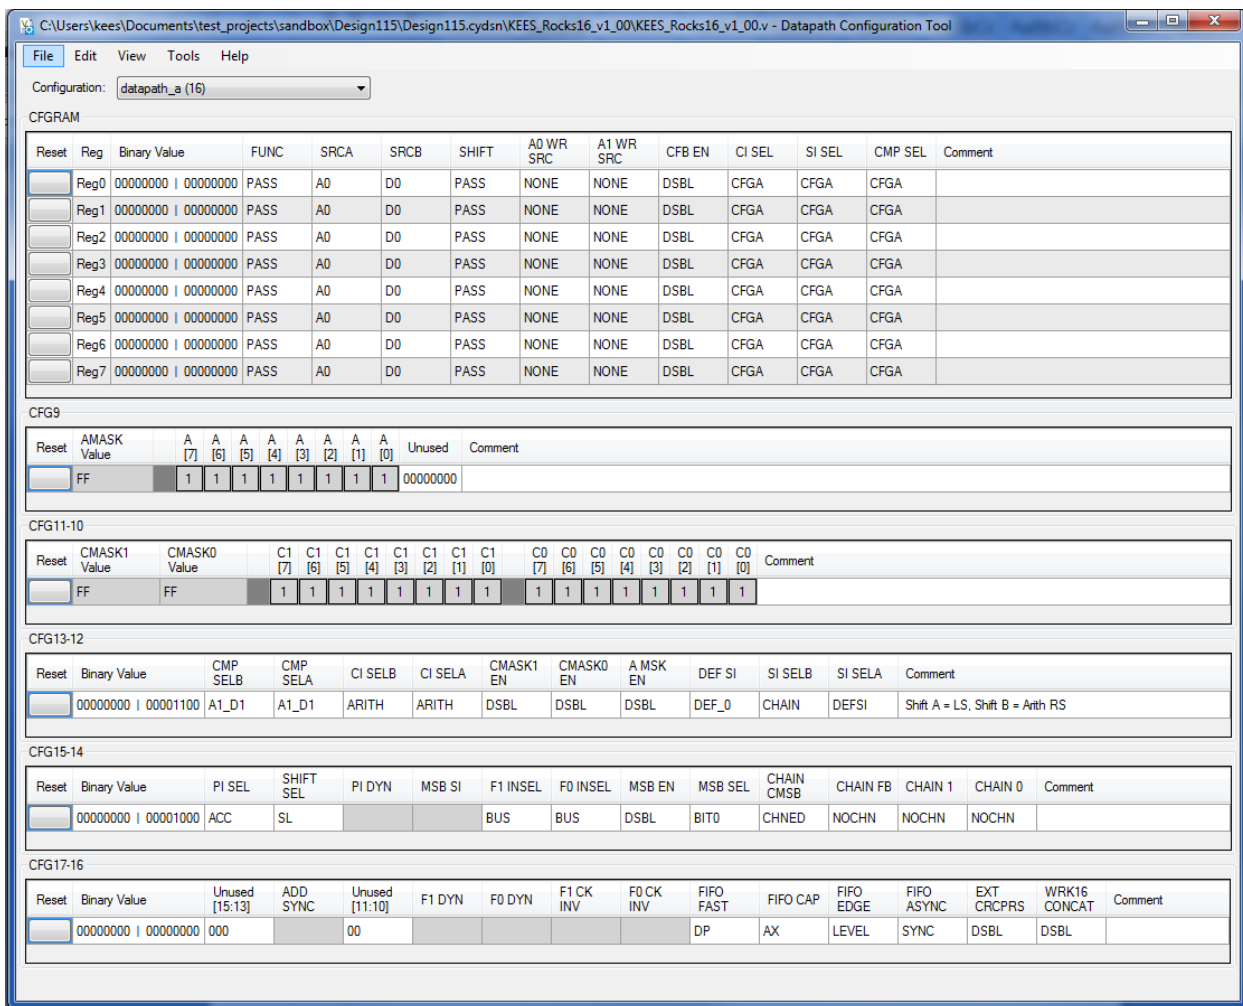 C:\Users\kees\Documents\test_projects\sandbox\Design115\Design115.cydsn\KEES_Rocks16_v1_00\KEES_Rocks16_v1_00.v - Datapath Configuration Tool
File Edit View Tools Help
Configuration: datapath_a (16)
CFGRAM
Reset Reg Binary Value FUNC SRCA SRCB SHIFT A0 WR SRC A1 WR SRC CFB EN CI SEL SI SEL CMP SEL Comment
Reg0 00000000 | 00000000 PASS A0 D0 PASS NONE NONE DSBL CFGA CFGA CFGA
Reg1 00000000 | 00000000 PASS A0 D0 PASS NONE NONE DSBL CFGA CFGA CFGA
Reg2 00000000 | 00000000 PASS A0 D0 PASS NONE NONE DSBL CFGA CFGA CFGA
Reg3 00000000 | 00000000 PASS A0 D0 PASS NONE NONE DSBL CFGA CFGA CFGA
Reg4 00000000 | 00000000 PASS A0 D0 PASS NONE NONE DSBL CFGA CFGA CFGA
Reg5 00000000 | 00000000 PASS A0 D0 PASS NONE NONE DSBL CFGA CFGA CFGA
Reg6 00000000 | 00000000 PASS A0 D0 PASS NONE NONE DSBL CFGA CFGA CFGA
Reg7 00000000 | 00000000 PASS A0 D0 PASS NONE NONE DSBL CFGA CFGA CFGA
CFG9
Reset AMASK Value A [7] A [6] A [5] A [4] A [3] A [2] A [1] A [0] Unused Comment
FF 1 1 1 1 1 1 1 1 00000000
CFG11-10
Reset CMASK1 Value CMASK0 Value C1 [7] C1 [6] C1 [5] C1 [4] C1 [3] C1 [2] C1 [1] C1 [0] C0 [7] C0 [6] C0 [5] C0 [4] C0 [3] C0 [2] C0 [1] C0 [0] Comment
FF FF 1 1 1 1 1 1 1 1 1 1 1 1 1 1 1 1
CFG13-12
Reset Binary Value CMP SELB CMP SELA CI SELB CI SELA CMASK1 EN CMASK0 EN A MSK EN DEF SI SI SELB SI SELA Comment
00000000 | 00001100 A1_D1 A1_D1 ARITH ARITH DSBL DSBL DSBL DEF_0 CHAIN DEFSI Shift A = LS, Shift B = Arith RS
CFG15-14
Reset Binary Value PI SEL SHIFT SEL PI DYN MSB SI F1 INSEL F0 INSEL MSB EN MSB SEL CHAIN CMSB CHAIN FB CHAIN 1 CHAIN 0 Comment
00000000 | 00001000 ACC SL BUS BUS DSBL BIT0 CHNED NOCHN NOCHN NOCHN
CFG17-16
Reset Binary Value Unused [15:13] ADD SYNC Unused [11:10] F1 DYN F0 DYN F1 CK INV F0 CK INV FIFO FAST FIFO CAP FIFO EDGE FIFO ASYNC EXT CRCPRS WRK16 CONCAT Comment
00000000 | 00000000 000 00 DP AX LEVEL SYNC DSBL DSBL